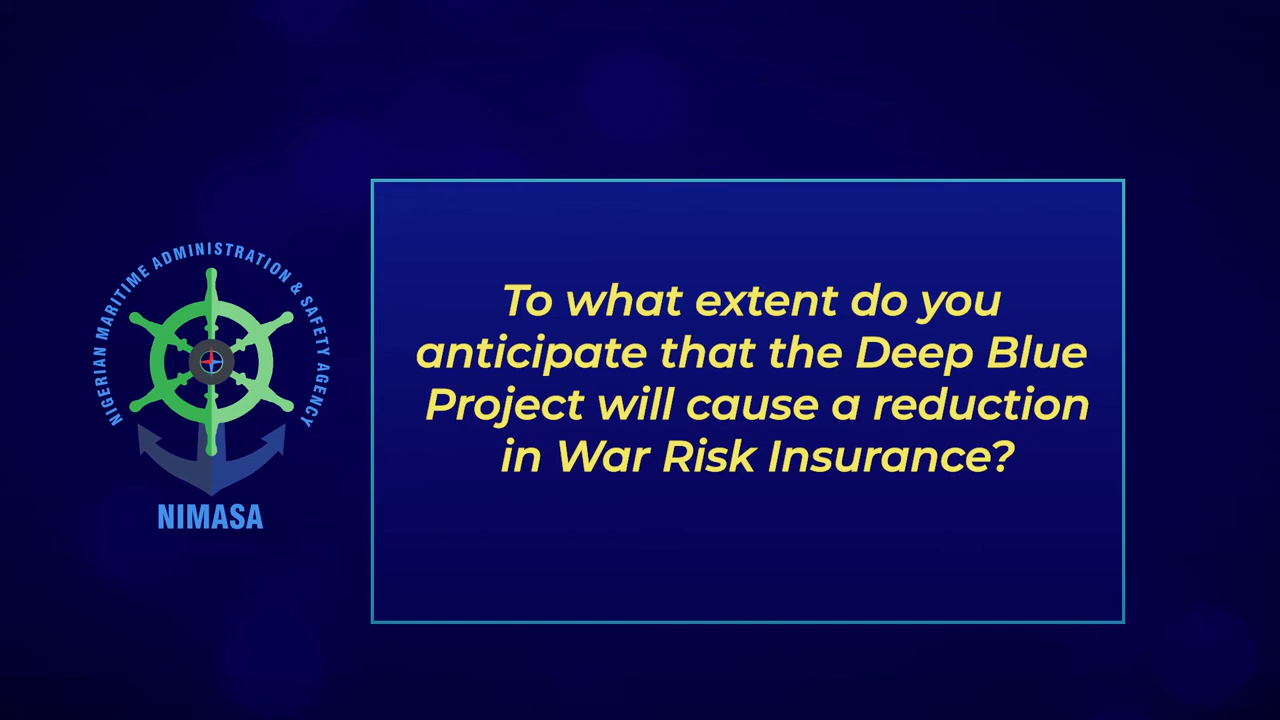 NIGERIAN MARITIME ADMINISTRATION & SAFETY AGENCY
NIMASA
To what extent do you
anticipate that the Deep Blue
Project will cause a reduction
in War Risk Insurance?